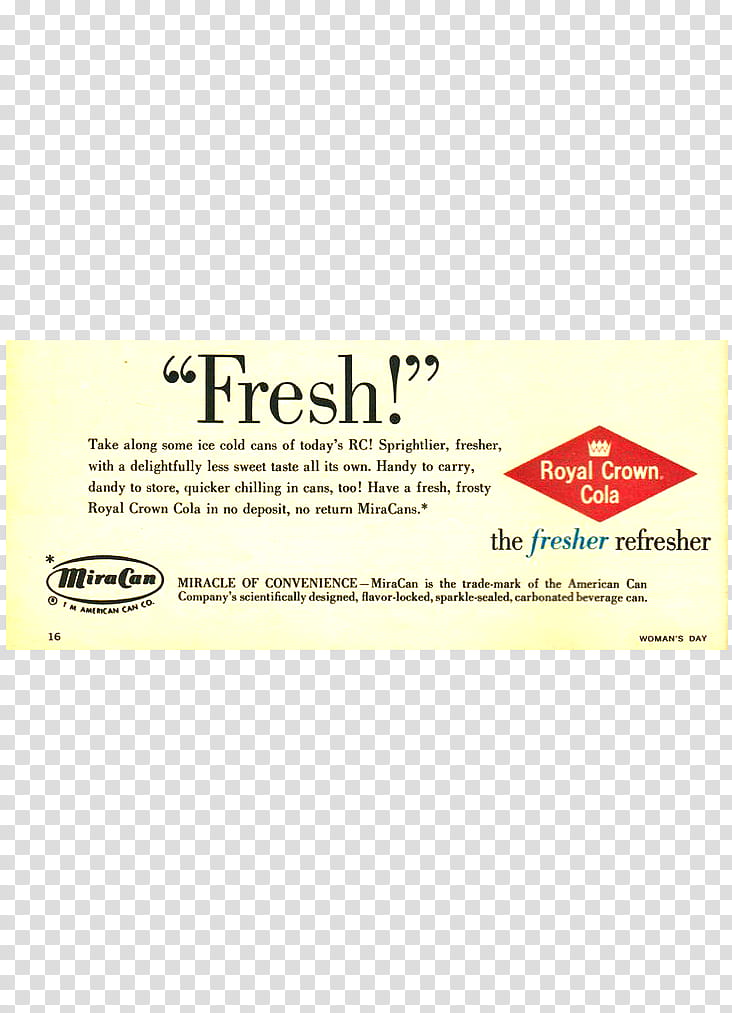 “Fresh!”
Take along some ice cold cans of today's RC! Sprightlier, fresher,
with a delightfully less sweet taste all its own. Handy to carry,
dandy to store, quicker chilling in cans, too! Have a fresh, frosty
Royal Crown Cola in no deposit, no return MiraCans.*
Royal Crown
Cola
the fresher refresher
*
MiraCan
® T M AMERICAN CAN CO.
MIRACLE OF CONVENIENCE—MiraCan is the trade-mark of the American Can
Company's scientifically designed, flavor-locked, sparkle-sealed, carbonated beverage can.
16
WOMAN'S DAY